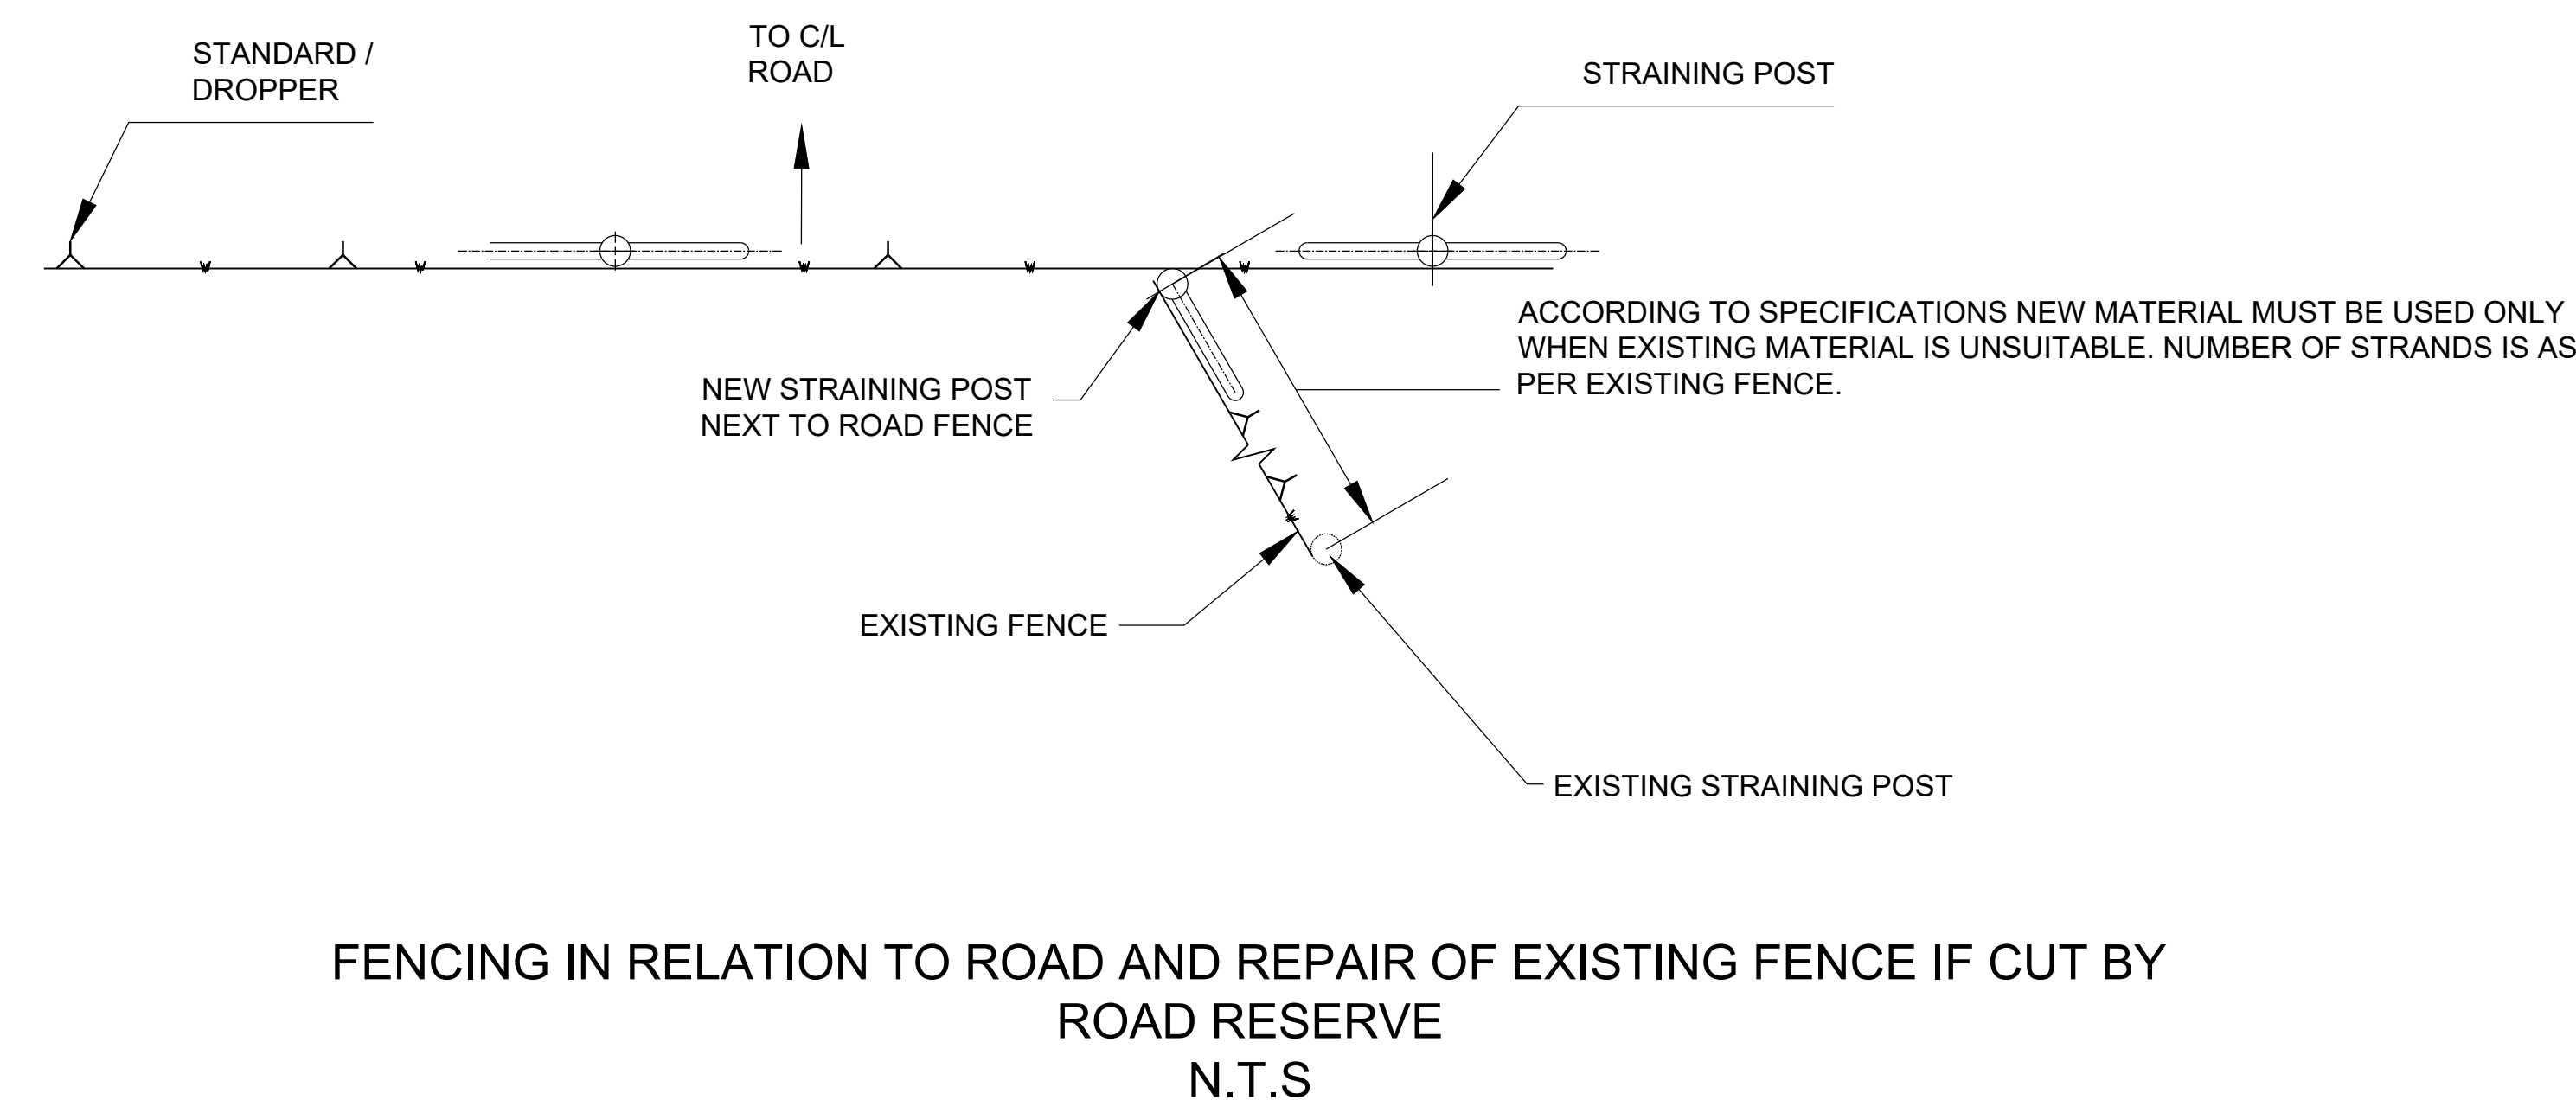 STANDARD /
DROPPER
TO C/L
ROAD
STRAINING POST
ACCORDING TO SPECIFICATIONS NEW MATERIAL MUST BE USED ONLY
WHEN EXISTING MATERIAL IS UNSUITABLE. NUMBER OF STRANDS IS AS
PER EXISTING FENCE.
NEW STRAINING POST
NEXT TO ROAD FENCE
EXISTING FENCE
EXISTING STRAINING POST
FENCING IN RELATION TO ROAD AND REPAIR OF EXISTING FENCE IF CUT BY
ROAD RESERVE
N.T.S